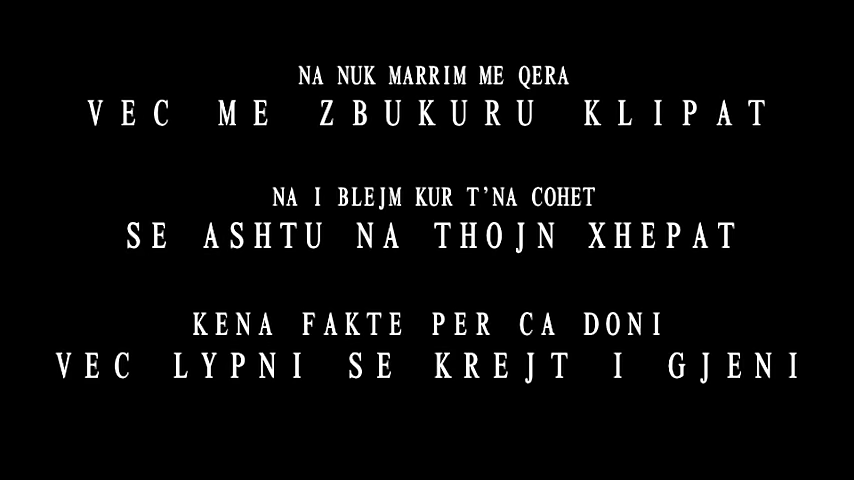 NA NUK MARRIM ME QERA
VEC ME ZBUKURU KLIPAT
NA I BLEJM KUR T'NA COHET
SE ASHTU NA THOJN XHEPAT
KENA FAKTE PER CA DONI
VEC LYPNI SE KREJT I GJENI